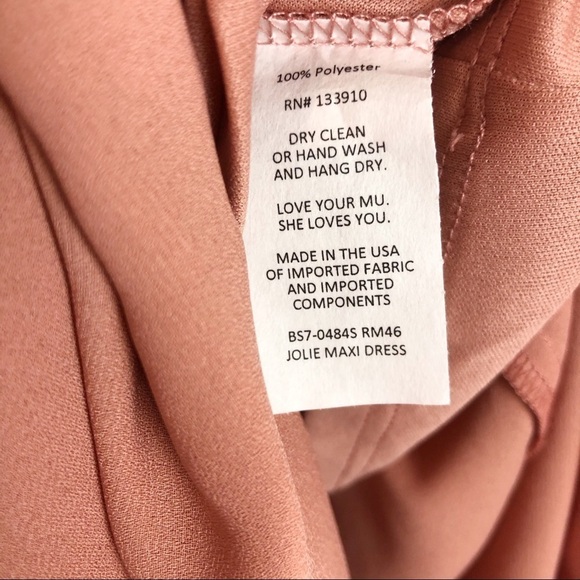 100% Polyester
RN# 133910
DRY CLEAN
OR HAND WASH
AND HANG DRY.
LOVE YOUR MU.
SHE LOVES YOU.
MADE IN THE USA
OF IMPORTED FABRIC
AND IMPORTED
COMPONENTS
BS7-0484S RM46
JOLIE MAXI DRESS